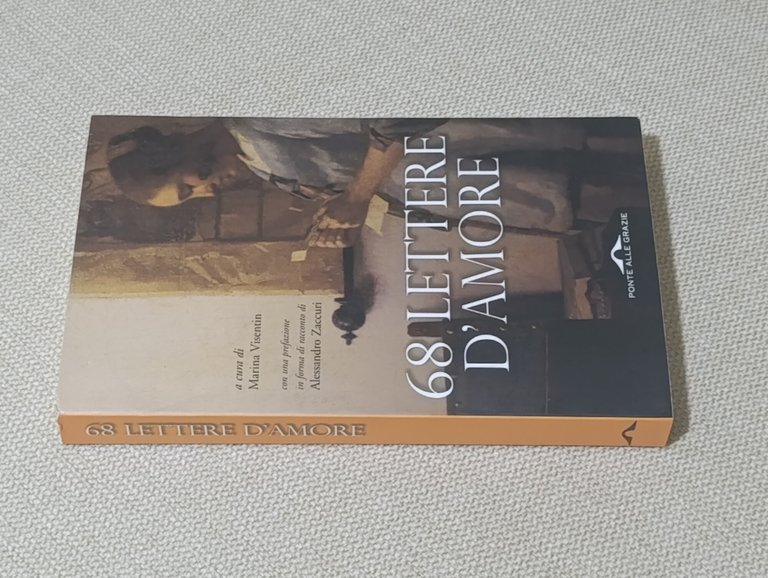 a cura di
Marina Visentin
con una prefazione
in forma di racconto di
Alessandro Zaccuri
68 LETTERE
D'AMORE
PONTE ALLE GRAZIE
68 LETTERE D'AMORE